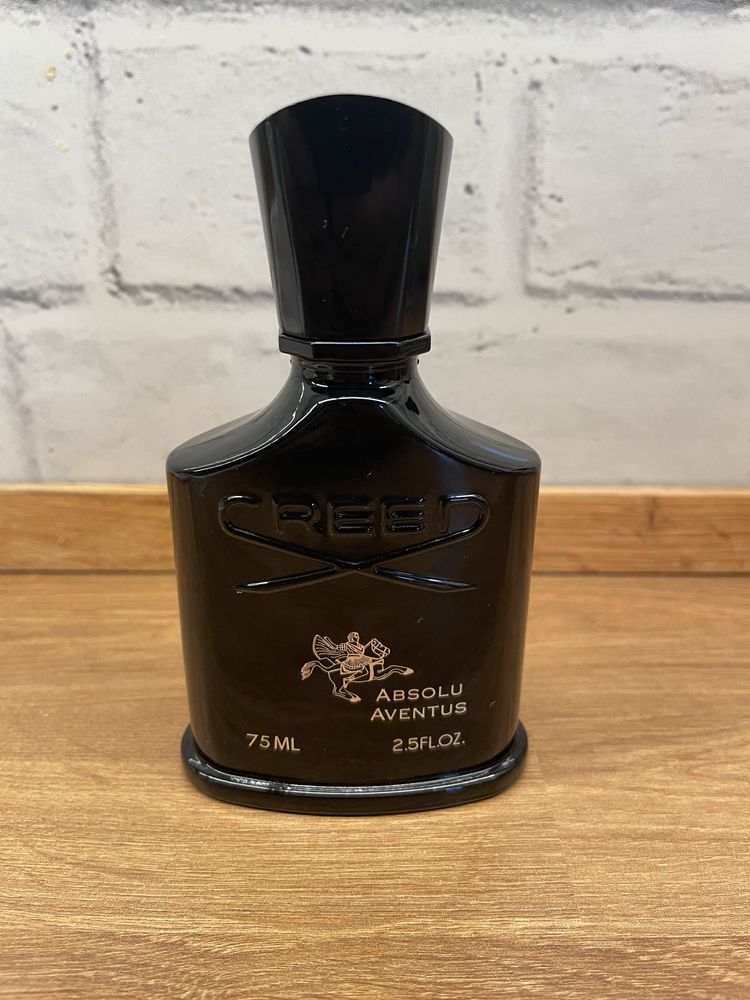 CREED
ABSOLU
AVENTUS
75ML 2.5FL.OZ.